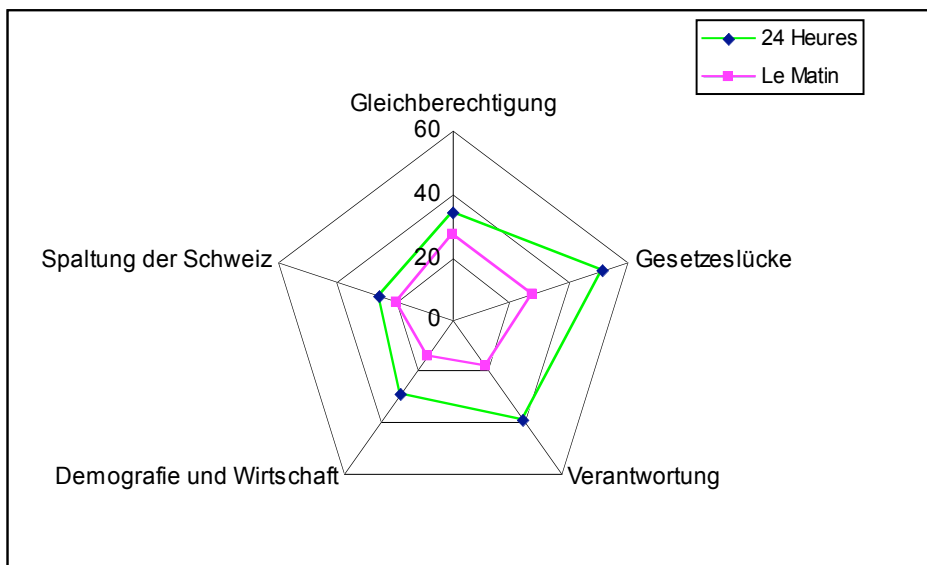 24 Heures
Le Matin
Gleichberechtigung
60
40
20
0
Spaltung der Schweiz
Gesetzeslücke
Demografie und Wirtschaft
Verantwortung